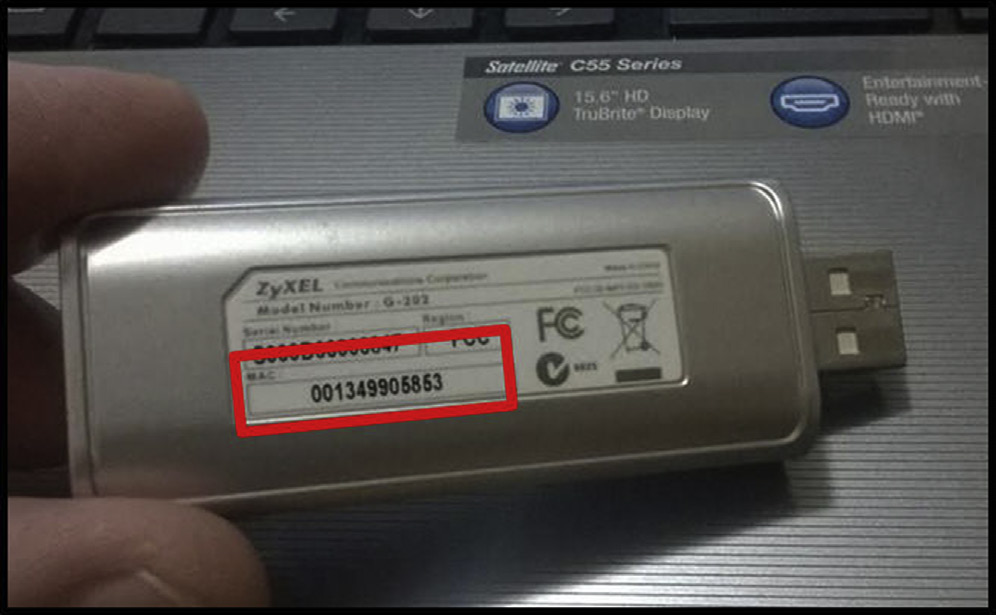 Satellite C55 Series
15.6" HD
TruBrite® Display
Entertainment-
Ready with
HDMI®
ZyXEL Communications Corporation
Model Number : G-202
Serial Number :
Region :
FCC
MAC :
001349905853
FC